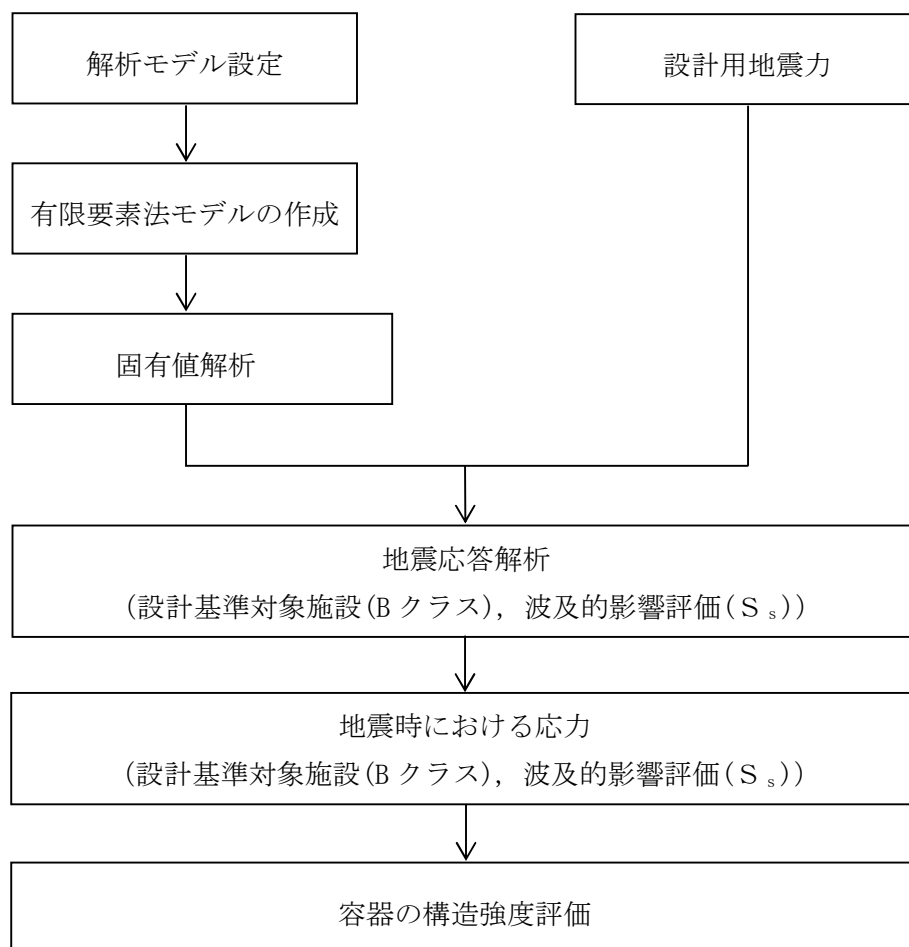 解析モデル設定
設計用地震力
有限要素法モデルの作成
固有値解析
地震応答解析
(設計基準対象施設(Bクラス),波及的影響評価(Ｓs))
地震時における応力
(設計基準対象施設(Bクラス),波及的影響評価(Ｓs))
容器の構造強度評価